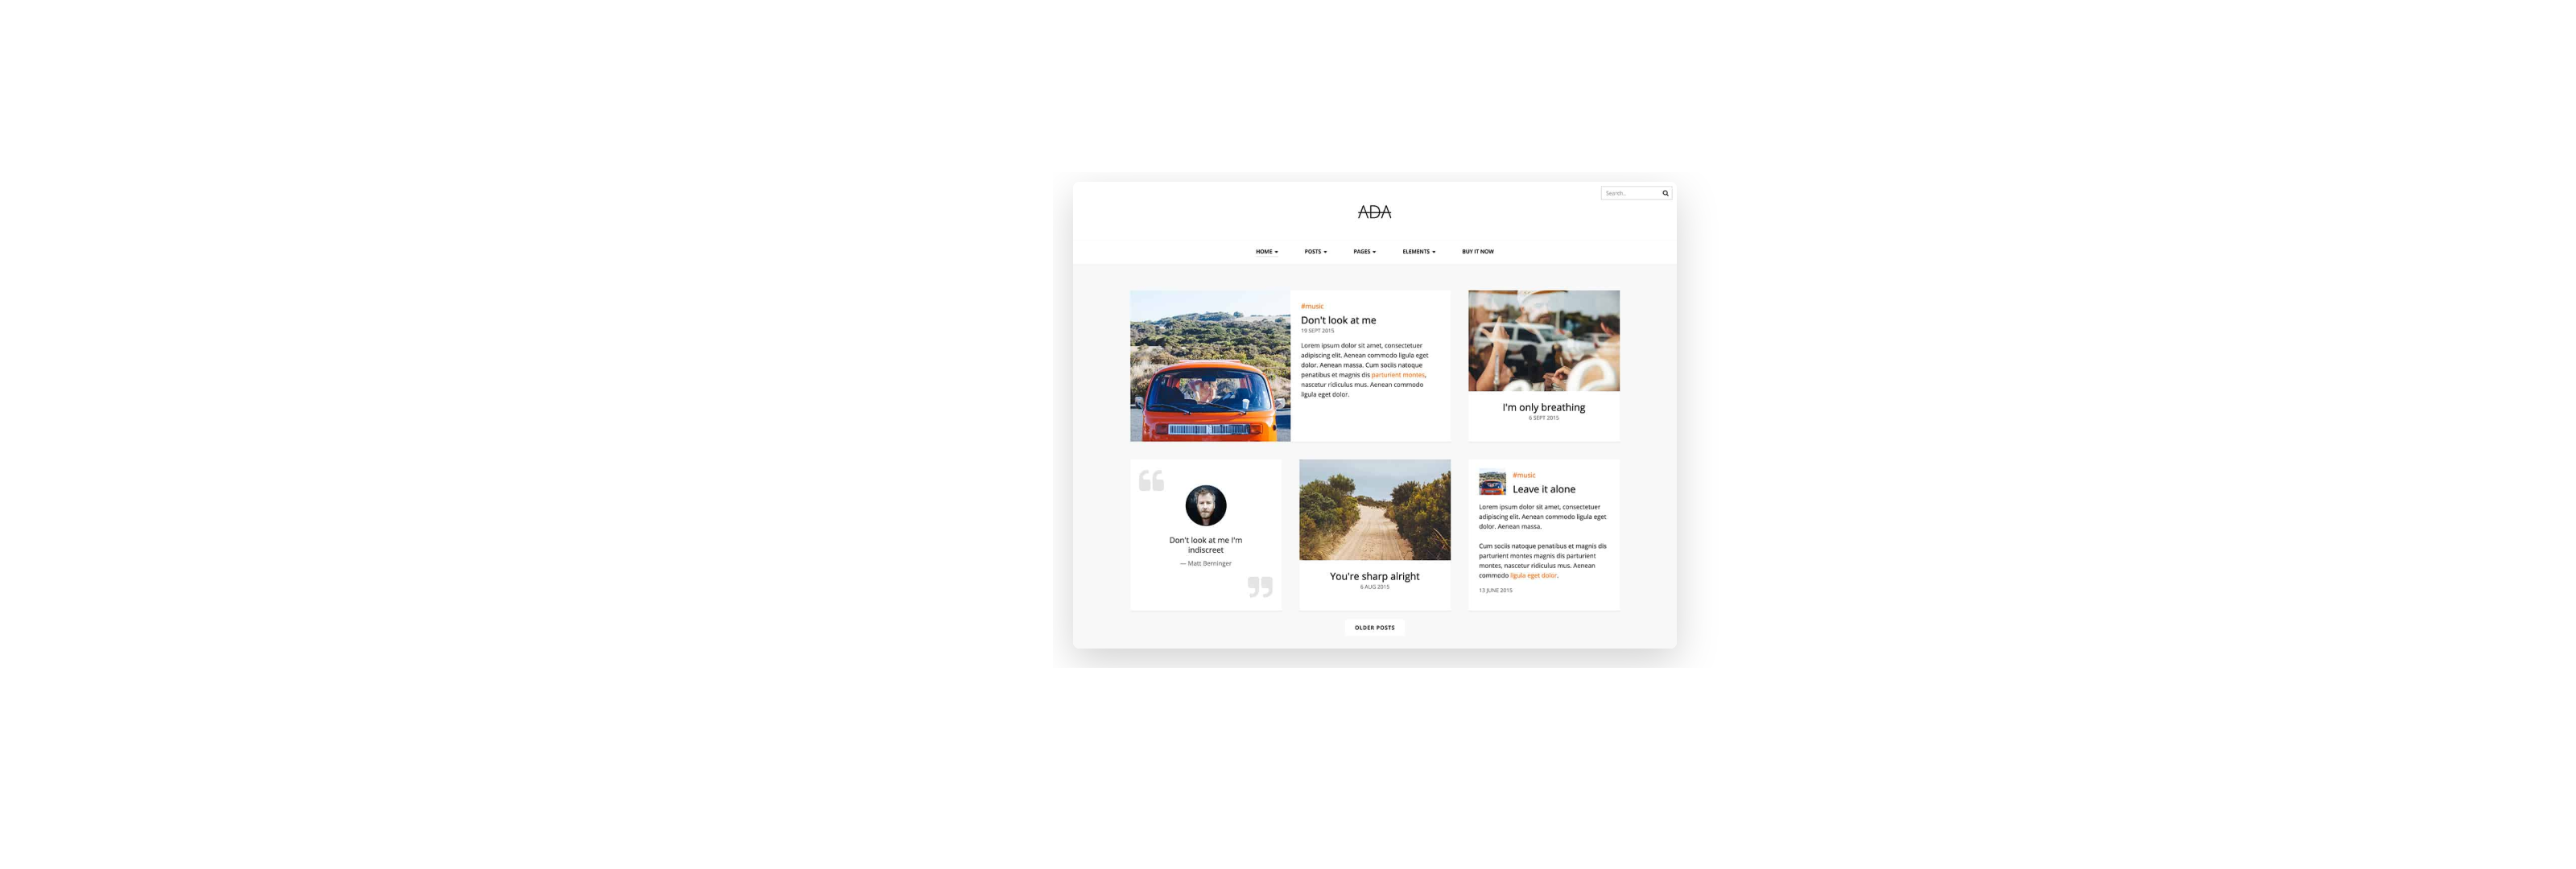 Search..
ADA
HOME
POSTS
PAGES
ELEMENTS
BUY IT NOW
#music
Don't look at me
19 SEPT 2015
Lorem ipsum dolor sit amet, consectetuer
adipiscing elit. Aenean commodo ligula eget
dolor. Aenean massa. Cum sociis natoque
penatibus et magnis dis parturient montes,
nascetur ridiculus mus. Aenean commodo
ligula eget dolor.
I'm only breathing
6 SEPT 2015
Don't look at me I'm
indiscreet
— Matt Berninger
You're sharp alright
6 AUG 2015
#music
Leave it alone
Lorem ipsum dolor sit amet, consectetuer
adipiscing elit. Aenean commodo ligula eget
dolor. Aenean massa.
Cum sociis natoque penatibus et magnis dis
parturient montes magnis dis parturient
montes, nascetur ridiculus mus. Aenean
commodo ligula eget dolor.
13 JUNE 2015
OLDER POSTS